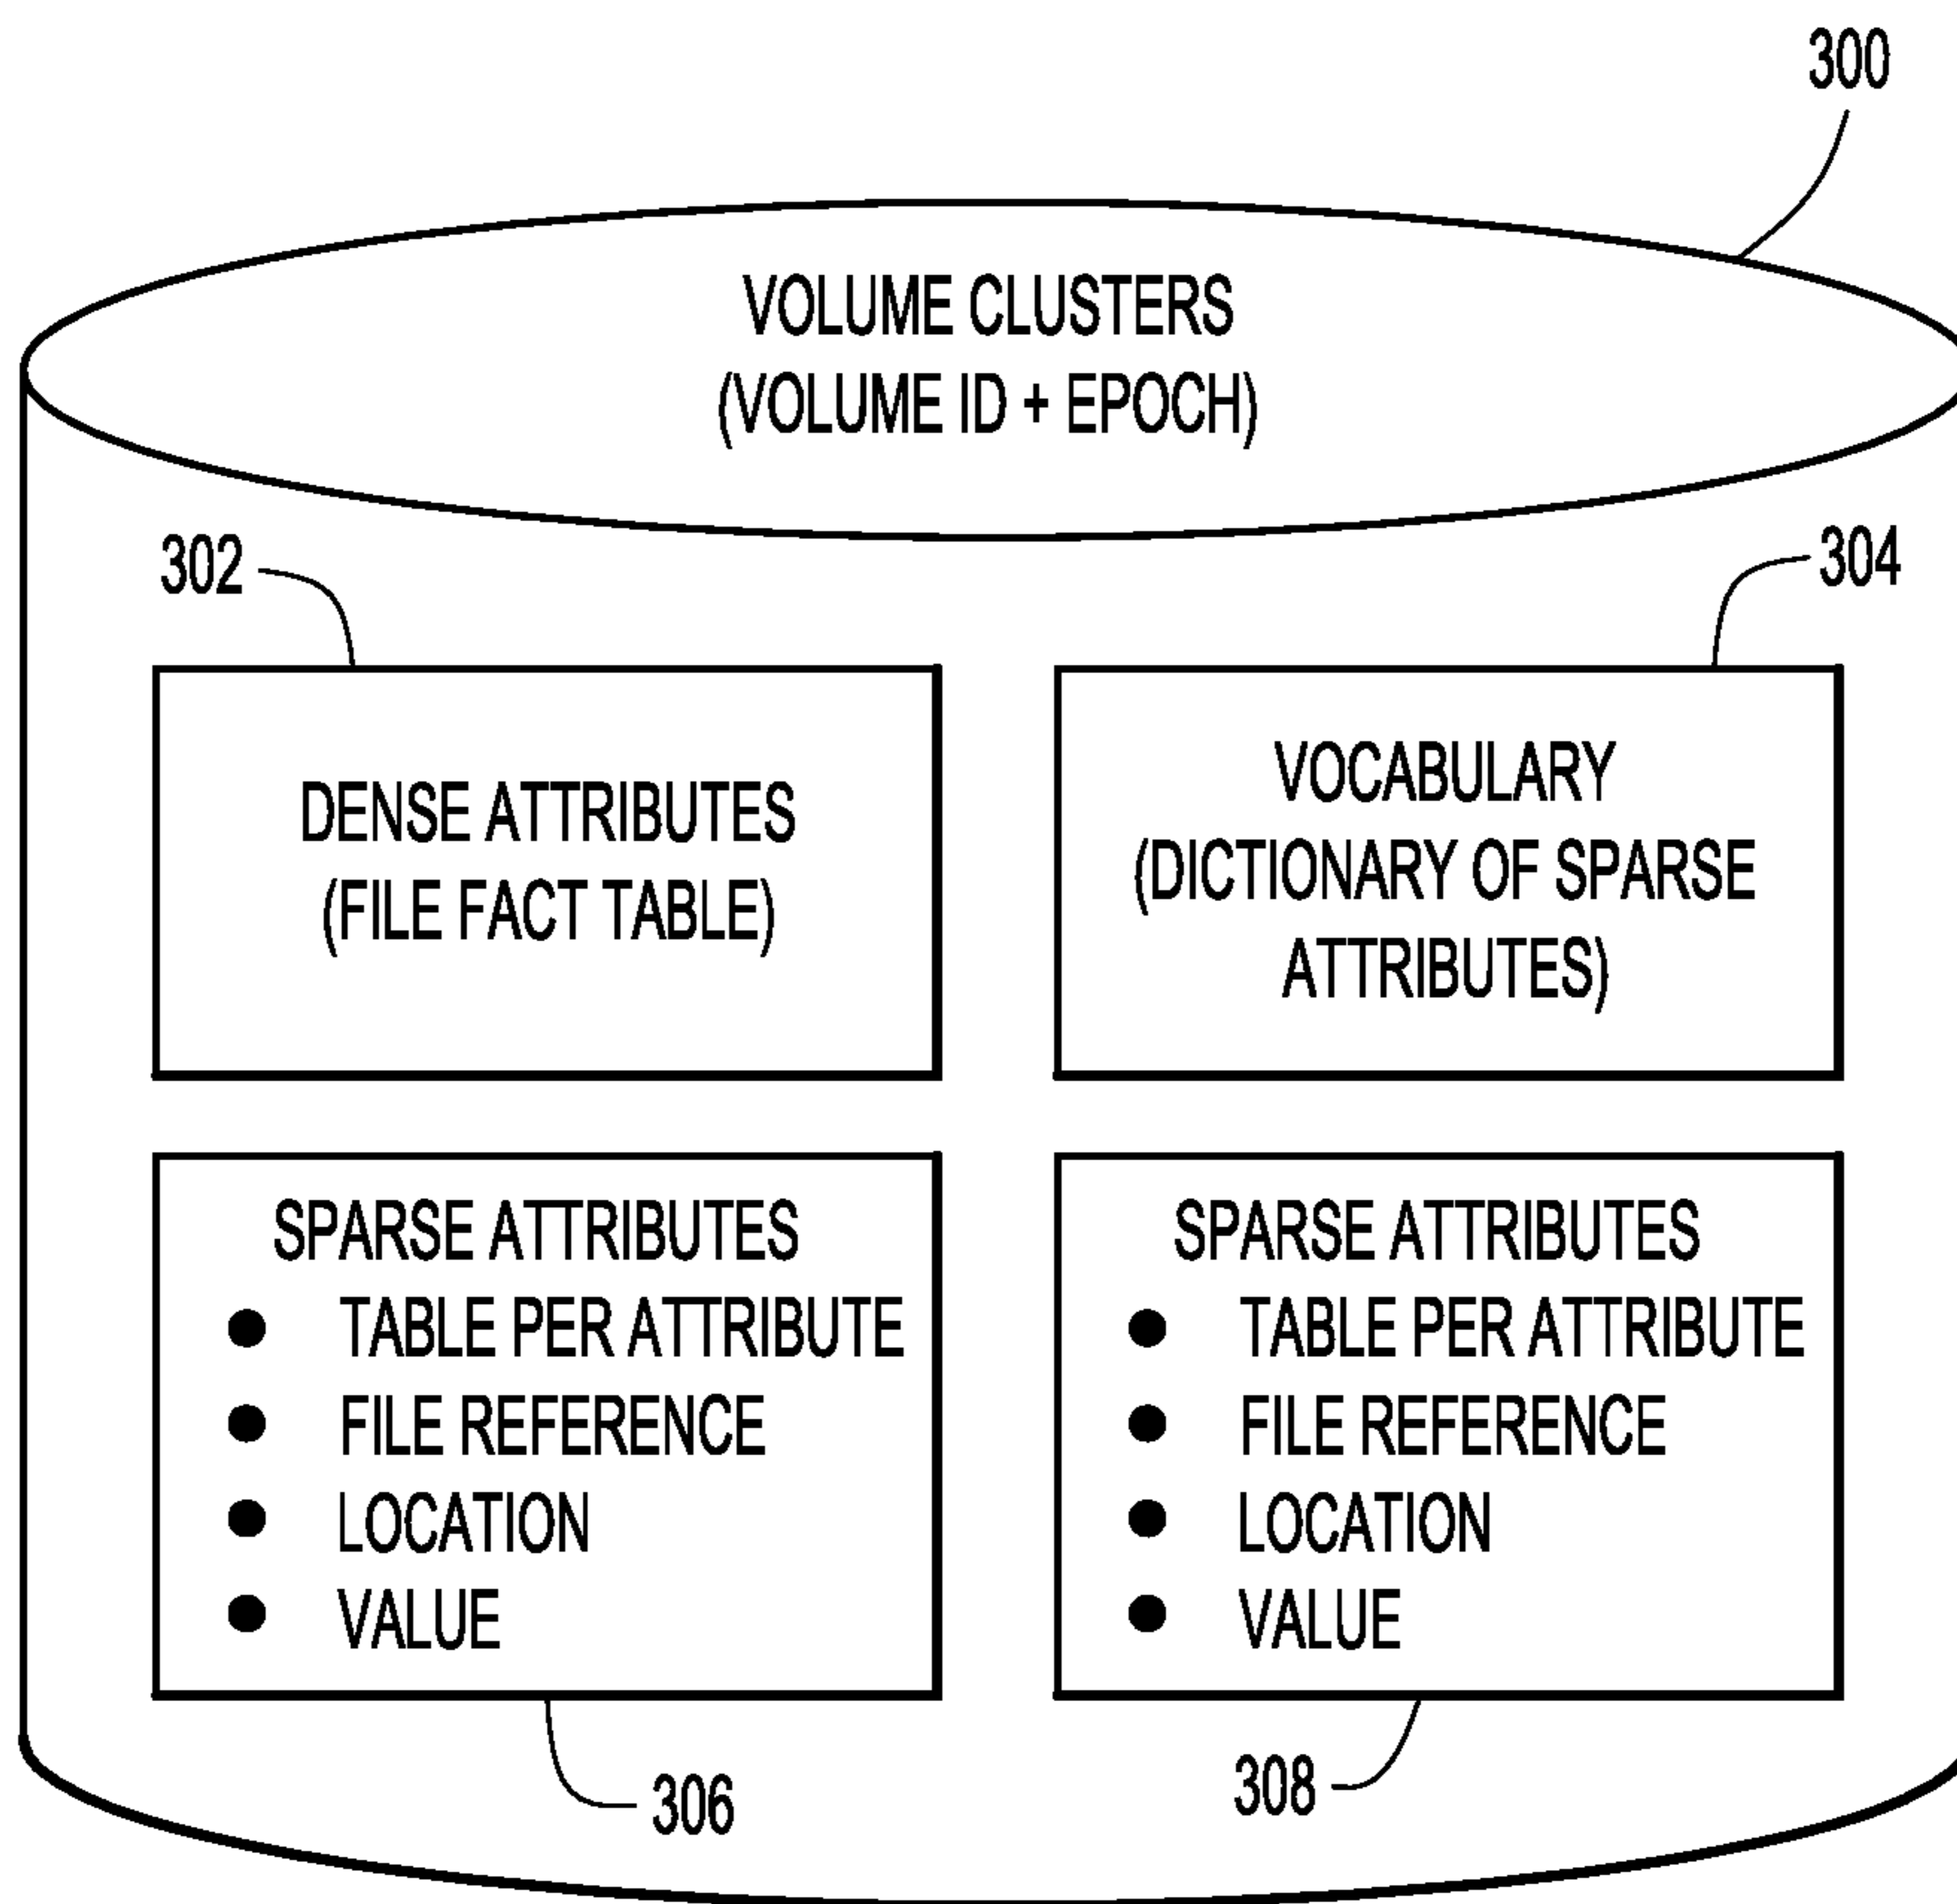 300
VOLUME CLUSTERS
(VOLUME ID + EPOCH)
302
304
DENSE ATTRIBUTES
(FILE FACT TABLE)
VOCABULARY
(DICTIONARY OF SPARSE
ATTRIBUTES)
SPARSE ATTRIBUTES
● TABLE PER ATTRIBUTE
● FILE REFERENCE
● LOCATION
● VALUE
SPARSE ATTRIBUTES
● TABLE PER ATTRIBUTE
● FILE REFERENCE
● LOCATION
● VALUE
306
308